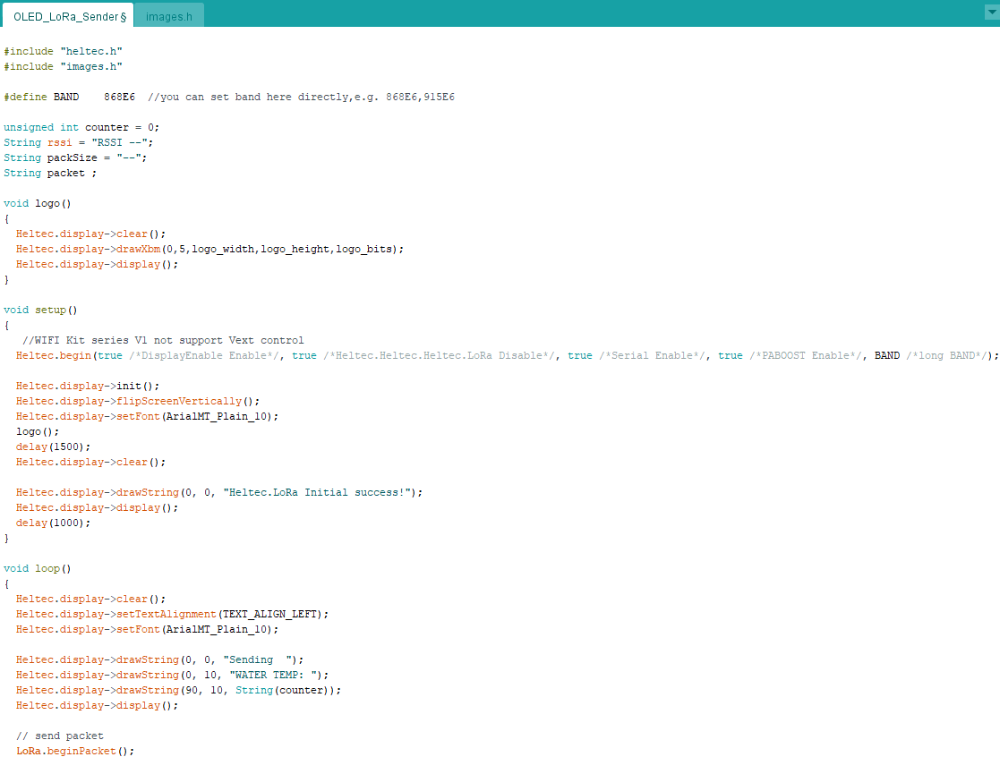 OLED_LoRa_Sender§ images.h
#include "heltec.h"
#include "images.h"
#define BAND    868E6  //you can set band here directly,e.g. 868E6,915E6
unsigned int counter = 0;
String rssi = "RSSI --";
String packSize = "--";
String packet ;
void logo()
{
  Heltec.display->clear();
  Heltec.display->drawXbm(0,5,logo_width,logo_height,logo_bits);
  Heltec.display->display();
}
void setup()
{
   //WIFI Kit series V1 not support Vext control
  Heltec.begin(true /*DisplayEnable Enable*/, true /*Heltec.Heltec.Heltec.LoRa Disable*/, true /*Serial Enable*/, true /*PABOOST Enable*/, BAND /*long BAND*/);
  Heltec.display->init();
  Heltec.display->flipScreenVertically();
  Heltec.display->setFont(ArialMT_Plain_10);
  logo();
  delay(1500);
  Heltec.display->clear();
  Heltec.display->drawString(0, 0, "Heltec.LoRa Initial success!");
  Heltec.display->display();
  delay(1000);
}
void loop()
{
  Heltec.display->clear();
  Heltec.display->setTextAlignment(TEXT_ALIGN_LEFT);
  Heltec.display->setFont(ArialMT_Plain_10);
  Heltec.display->drawString(0, 0, "Sending  ");
  Heltec.display->drawString(0, 10, "WATER TEMP: ");
  Heltec.display->drawString(90, 10, String(counter));
  Heltec.display->display();
  // send packet
  LoRa.beginPacket();